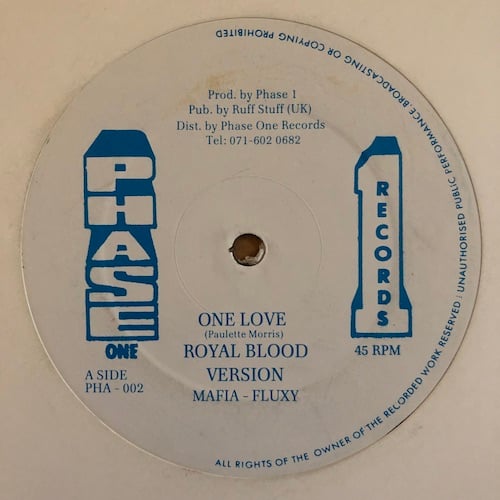 Prod. by Phase 1
Pub. by Ruff Stuff (UK)
Dist. by Phase One Records
Tel: 071-602 0682
PHASE
ONE
1
RECORDS
ONE LOVE
(Paulette Morris)
ROYAL BLOOD
VERSION
MAFIA - FLUXY
A SIDE
PHA - 002
45 RPM
ALL RIGHTS OF THE OWNER OF THE RECORDED WORK RESERVED : UNAUTHORISED PUBLIC PERFORMANCE BROADCASTING OR COPYING PROHIBITED